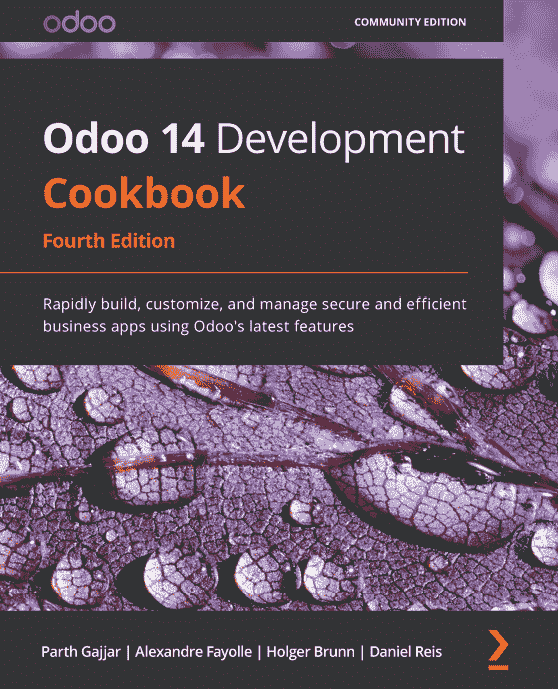 odoo
COMMUNITY EDITION
Odoo 14 Development
Cookbook
Fourth Edition
Rapidly build, customize, and manage secure and efficient
business apps using Odoo's latest features
Parth Gajjar | Alexandre Fayolle | Holger Brunn | Daniel Reis